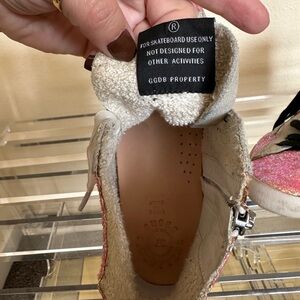 ®
FOR SKATEBOARD USE ONLY
NOT DESIGNED FOR
OTHER ACTIVITIES
GGDB PROPERTY